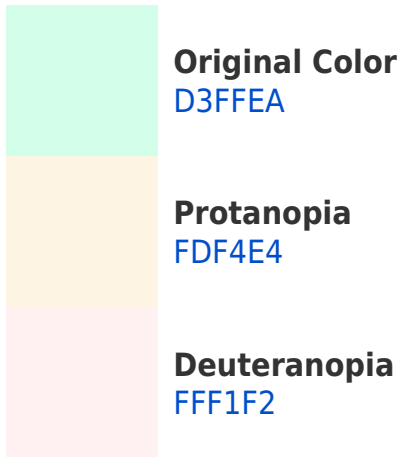 Original Color
D3FFEA
Protanopia
FDF4E4
Deuteranopia
FFF1F2